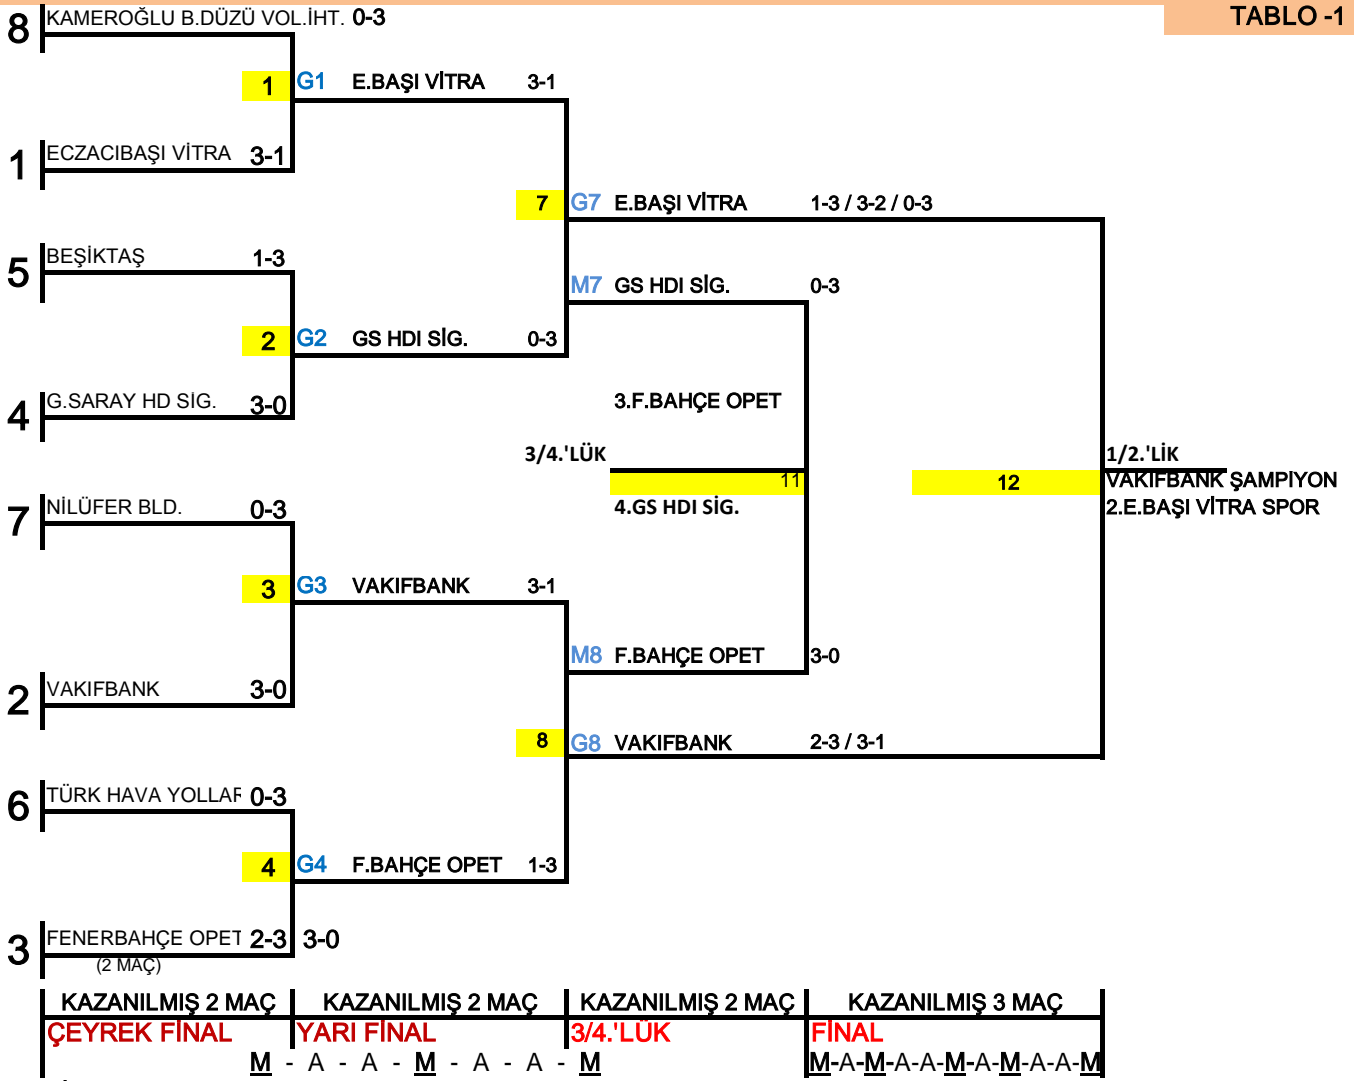 TABLO -1
8 KAMEROĞLU B.DÜZÜ VOL.İHT. 0-3
1 G1 E.BAŞI VİTRA 3-1
1 ECZACIBAŞI VİTRA 3-1
7 G7 E.BAŞI VİTRA 1-3 / 3-2 / 0-3
5 BEŞİKTAŞ 1-3
M7 GS HDI SİG. 0-3
2 G2 GS HDI SİG. 0-3
4 G.SARAY HD SİG. 3-0
3.F.BAHÇE OPET
3/4.'LÜK
1/2.'LİK
11
12
VAKIFBANK ŞAMPİYON
4.GS HDI SİG.
2.E.BAŞI VİTRA SPOR
7 NİLÜFER BLD. 0-3
3 G3 VAKIFBANK 3-1
M8 F.BAHÇE OPET 3-0
2 VAKIFBANK 3-0
8 G8 VAKIFBANK 2-3 / 3-1
6 TÜRK HAVA YOLLAR 0-3
4 G4 F.BAHÇE OPET 1-3
3 FENERBAHÇE OPET 2-3 3-0
(2 MAÇ)
KAZANILMIŞ 2 MAÇ KAZANILMIŞ 2 MAÇ KAZANILMIŞ 2 MAÇ KAZANILMIŞ 3 MAÇ
ÇEYREK FİNAL YARI FİNAL 3/4.'LÜK FİNAL
M - A - A - M - A - A - M M-A-M-A-A-M-A-M-A-A-M